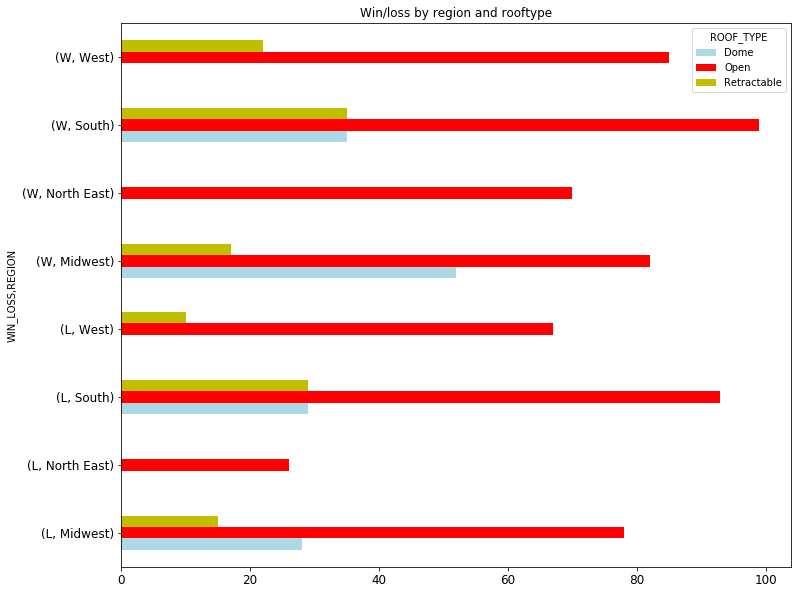 Win/loss by region and rooftype
ROOF_TYPE
Dome
Open
Retractable
(W, West)
(W, South)
(W, North East)
(W, Midwest)
(L, West)
(L, South)
(L, North East)
(L, Midwest)
WIN_LOSS,REGION
0 20 40 60 80 100